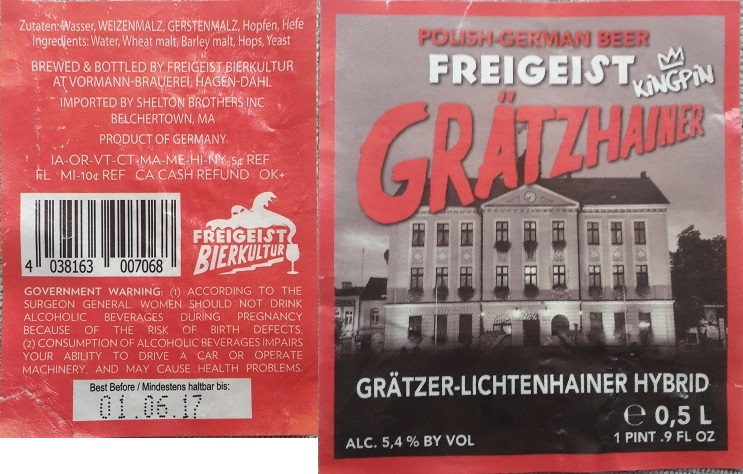 Zutaten: Wasser, WEIZENMALZ, GERSTENMALZ, Hopfen, Hefe
Ingredients: Water, Wheat malt, Barley malt, Hops, Yeast
BREWED & BOTTLED BY FREIGEIST BIERKULTUR
AT VORMANN-BRAUEREI, HAGEN-DAHL
IMPORTED BY SHELTON BROTHERS INC
BELCHERTOWN, MA
PRODUCT OF GERMANY
IA-OR-VT-CT-MA-ME-HI-NY-5¢ REF
FL MI-10¢ REF CA CASH REFUND OK+
4 038163 007068
FREIGEIST
BIERKULTUR
GOVERNMENT WARNING: (1) ACCORDING TO THE
SURGEON GENERAL, WOMEN SHOULD NOT DRINK
ALCOHOLIC BEVERAGES DURING PREGNANCY
BECAUSE OF THE RISK OF BIRTH DEFECTS.
(2) CONSUMPTION OF ALCOHOLIC BEVERAGES IMPAIRS
YOUR ABILITY TO DRIVE A CAR OR OPERATE
MACHINERY, AND MAY CAUSE HEALTH PROBLEMS.
Best Before / Mindestens haltbar bis:
01.06.17
POLISH-GERMAN BEER
FREIGEIST
KINGPIN
GRÄTZHAINER
GRÄTZER-LICHTENHAINER HYBRID
℮ 0,5 L
ALC. 5,4 % BY VOL
1 PINT .9 FL OZ